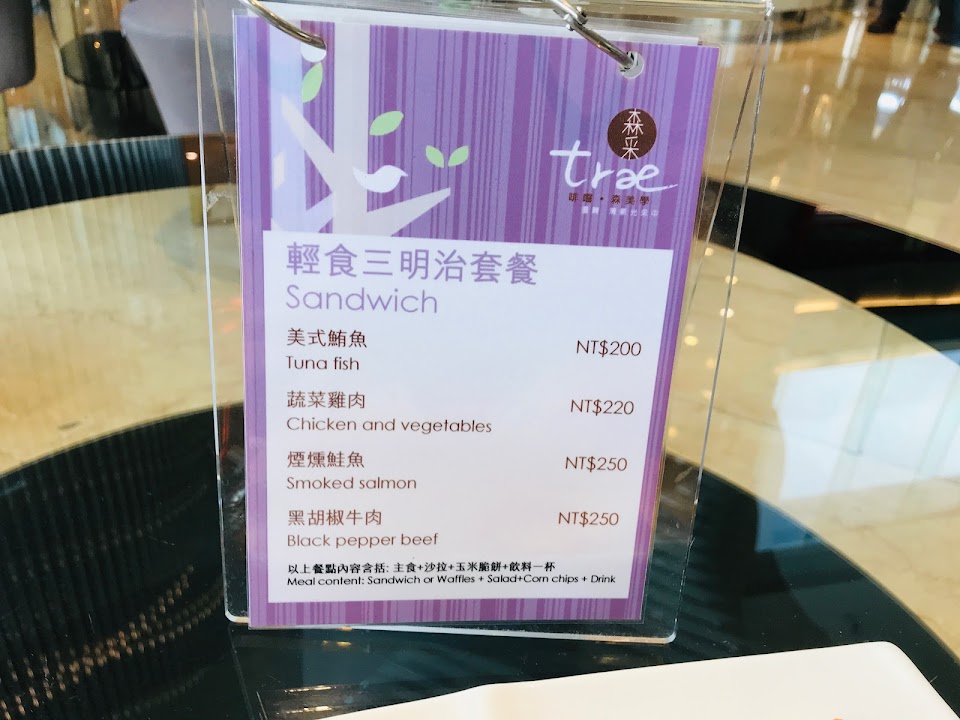 森采
træ
啡嚐・森美學
輕食三明治套餐
Sandwich
美式鮪魚 NT$200
Tuna fish
蔬菜雞肉 NT$220
Chicken and vegetables
煙燻鮭魚 NT$250
Smoked salmon
黑胡椒牛肉 NT$250
Black pepper beef
以上餐點內容含括: 主食+沙拉+玉米脆餅+飲料一杯
Meal content: Sandwich or Waffles + Salad+Corn chips + Drink